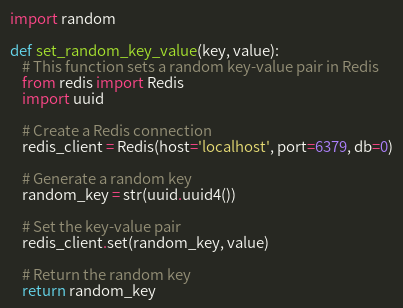 import random
def set_random_key_value(key, value):
# This function sets a random key-value pair in Redis
from redis import Redis
import uuid
# Create a Redis connection
redis_client = Redis(host='localhost', port=6379, db=0)
# Generate a random key
random_key = str(uuid.uuid4())
# Set the key-value pair
redis_client.set(random_key, value)
# Return the random key
return random_key